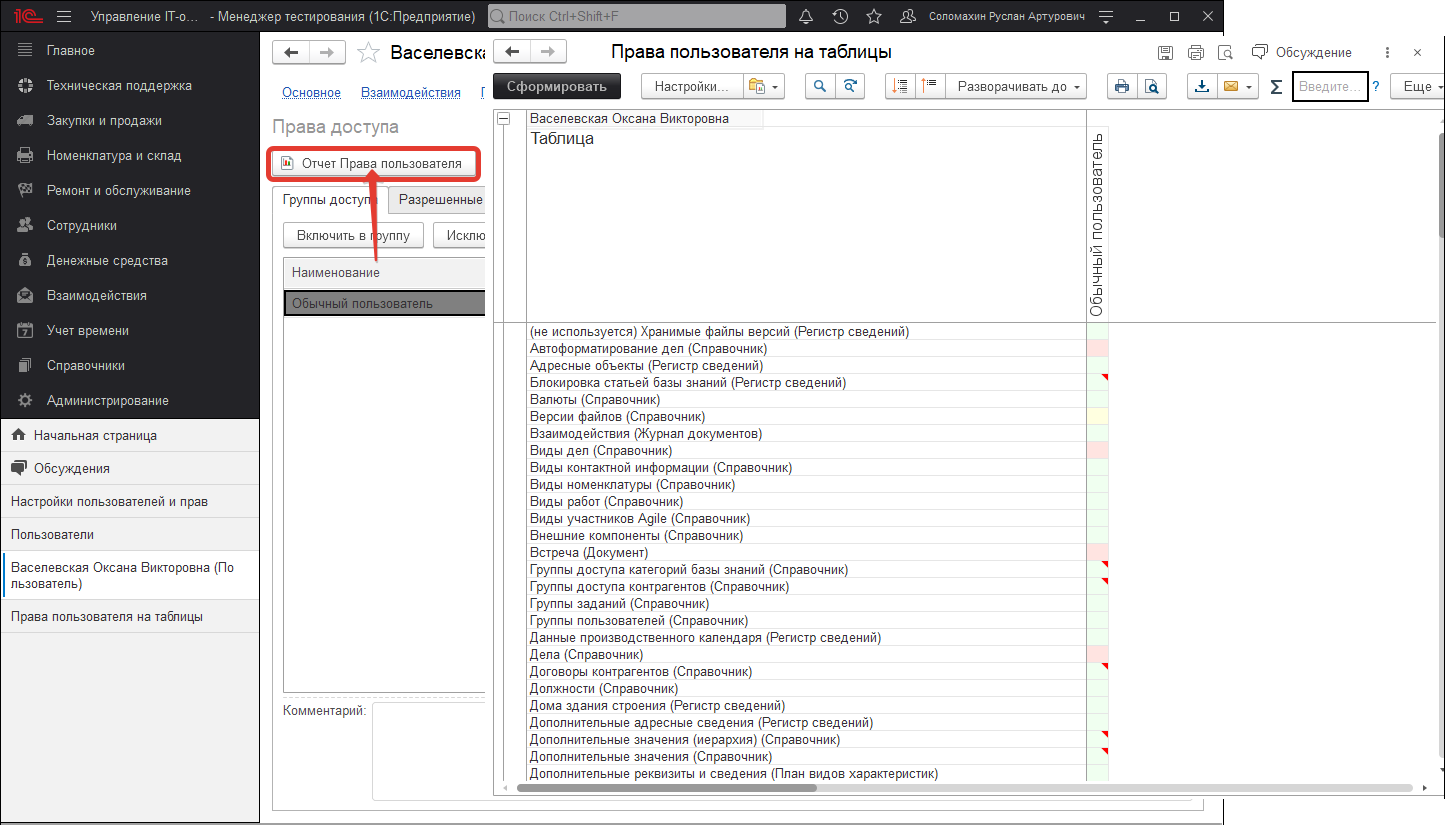 1С Управление IT-о... - Менеджер тестирования (1С:Предприятие) Поиск Ctrl+Shift+F Соломахин Руслан Артурович
Главное
Техническая поддержка
Закупки и продажи
Номенклатура и склад
Ремонт и обслуживание
Сотрудники
Денежные средства
Взаимодействия
Учет времени
Справочники
Администрирование
Начальная страница
Обсуждения
Настройки пользователей и прав
Пользователи
Васелевская Оксана Викторовна (По
льзователь)
Права пользователя на таблицы
Васелевска
Основное Взаимодействия
Права доступа
Отчет Права пользователя
Группы доступа Разрешенные
Включить в группу Исклю
Наименование
Обычный пользователь
Комментарий:
Права пользователя на таблицы Обсуждение
Сформировать Настройки... Разворачивать до Σ Введите... ? Еще
Васелевская Оксана Викторовна
Таблица
Обычный пользователь
(не используется) Хранимые файлы версий (Регистр сведений)
Автоформатирование дел (Справочник)
Адресные объекты (Регистр сведений)
Блокировка статьей базы знаний (Регистр сведений)
Валюты (Справочник)
Версии файлов (Справочник)
Взаимодействия (Журнал документов)
Виды дел (Справочник)
Виды контактной информации (Справочник)
Виды номенклатуры (Справочник)
Виды работ (Справочник)
Виды участников Agile (Справочник)
Внешние компоненты (Справочник)
Встреча (Документ)
Группы доступа категорий базы знаний (Справочник)
Группы доступа контрагентов (Справочник)
Группы заданий (Справочник)
Группы пользователей (Справочник)
Данные производственного календаря (Регистр сведений)
Дела (Справочник)
Договоры контрагентов (Справочник)
Должности (Справочник)
Дома здания строения (Регистр сведений)
Дополнительные адресные сведения (Регистр сведений)
Дополнительные значения (иерархия) (Справочник)
Дополнительные значения (Справочник)
Дополнительные реквизиты и сведения (План видов характеристик)